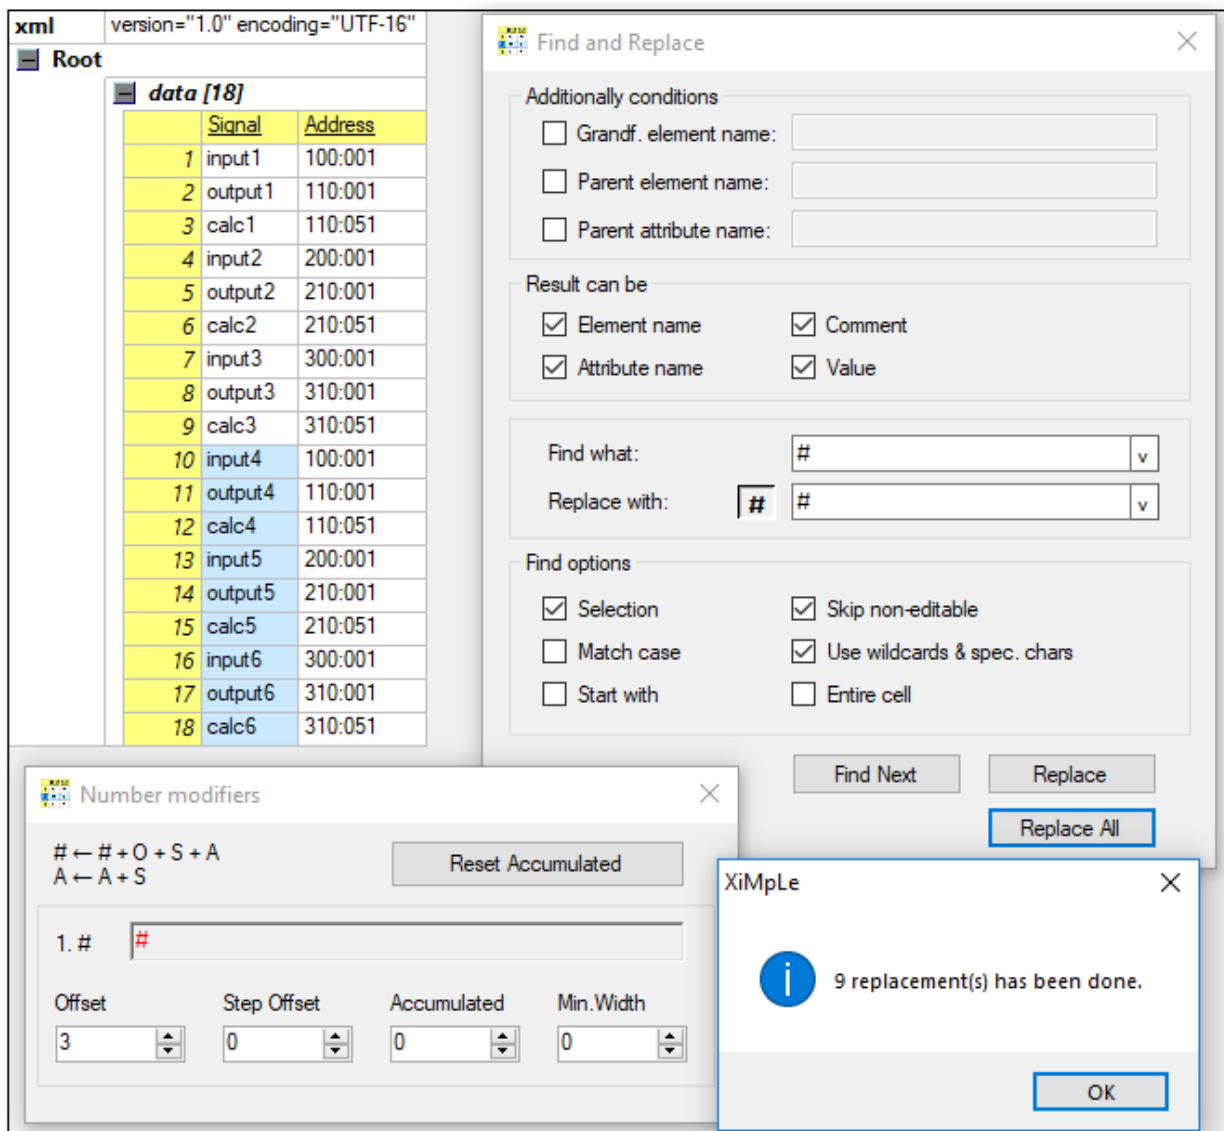 xml version="1.0" encoding="UTF-16"
Root
data [18]
Signal Address
1 input1 100:001
2 output1 110:001
3 calc1 110:051
4 input2 200:001
5 output2 210:001
6 calc2 210:051
7 input3 300:001
8 output3 310:001
9 calc3 310:051
10 input4 100:001
11 output4 110:001
12 calc4 110:051
13 input5 200:001
14 output5 210:001
15 calc5 210:051
16 input6 300:001
17 output6 310:001
18 calc6 310:051
Find and Replace
Additionally conditions
Grandf. element name:
Parent element name:
Parent attribute name:
Result can be
Element name Comment
Attribute name Value
Find what: # v
Replace with: # # v
Find options
Selection Skip non-editable
Match case Use wildcards & spec. chars
Start with Entire cell
Find Next Replace
Replace All
Number modifiers
# ← # + O + S + A
A ← A + S
Reset Accumulated
1. # #
Offset Step Offset Accumulated Min.Width
3 0 0 0
XiMpLe
i 9 replacement(s) has been done.
OK